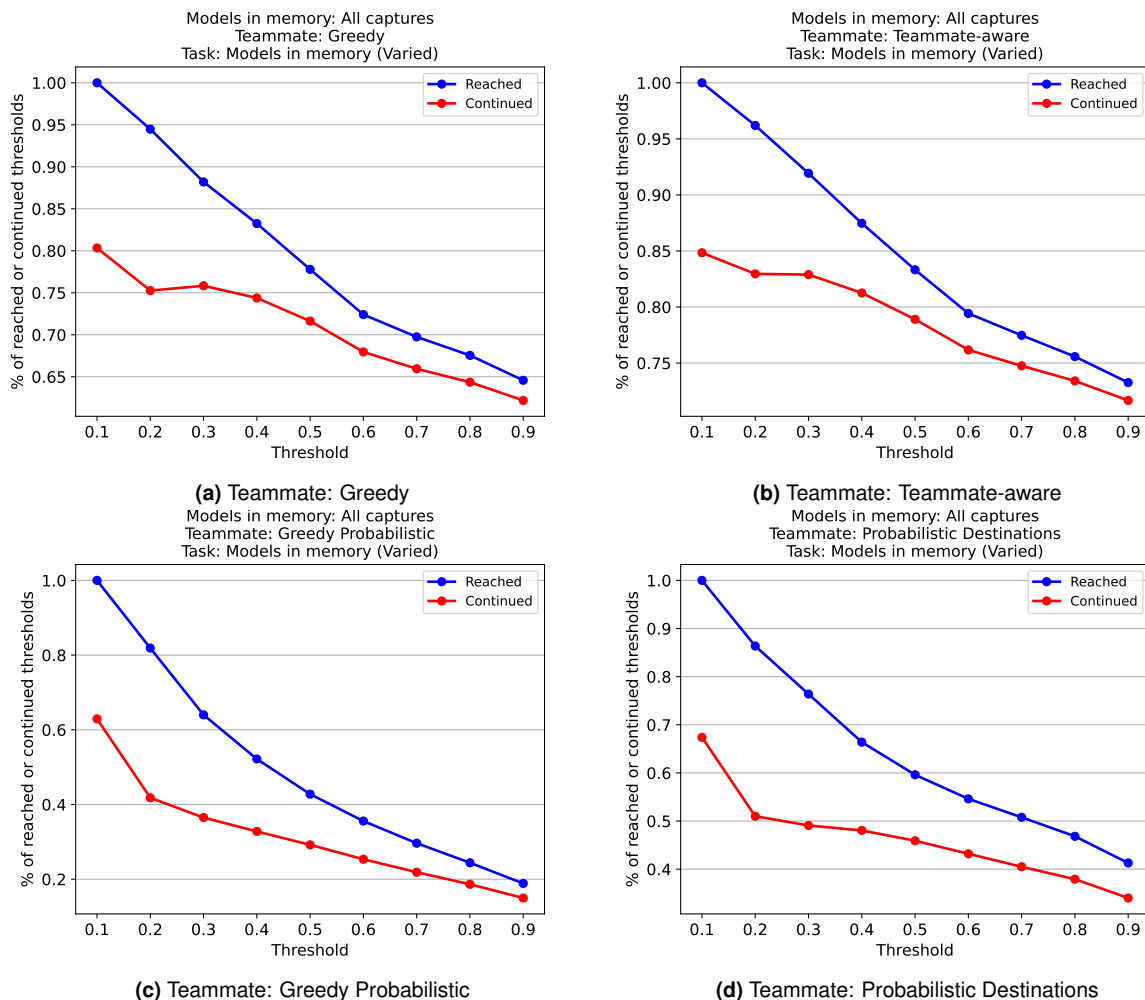 Models in memory: All captures
Teammate: Greedy
Task: Models in memory (Varied)
% of reached or continued thresholds
1.00
0.95
0.90
0.85
0.80
0.75
0.70
0.65
Reached
Continued
0.1 0.2 0.3 0.4 0.5 0.6 0.7 0.8 0.9
Threshold
(a) Teammate: Greedy
Models in memory: All captures
Teammate: Teammate-aware
Task: Models in memory (Varied)
% of reached or continued thresholds
1.00
0.95
0.90
0.85
0.80
0.75
Reached
Continued
0.1 0.2 0.3 0.4 0.5 0.6 0.7 0.8 0.9
Threshold
(b) Teammate: Teammate-aware
Models in memory: All captures
Teammate: Greedy Probabilistic
Task: Models in memory (Varied)
% of reached or continued thresholds
1.0
0.8
0.6
0.4
0.2
Reached
Continued
0.1 0.2 0.3 0.4 0.5 0.6 0.7 0.8 0.9
Threshold
(c) Teammate: Greedy Probabilistic
Models in memory: All captures
Teammate: Probabilistic Destinations
Task: Models in memory (Varied)
% of reached or continued thresholds
1.0
0.9
0.8
0.7
0.6
0.5
0.4
Reached
Continued
0.1 0.2 0.3 0.4 0.5 0.6 0.7 0.8 0.9
Threshold
(d) Teammate: Probabilistic Destinations